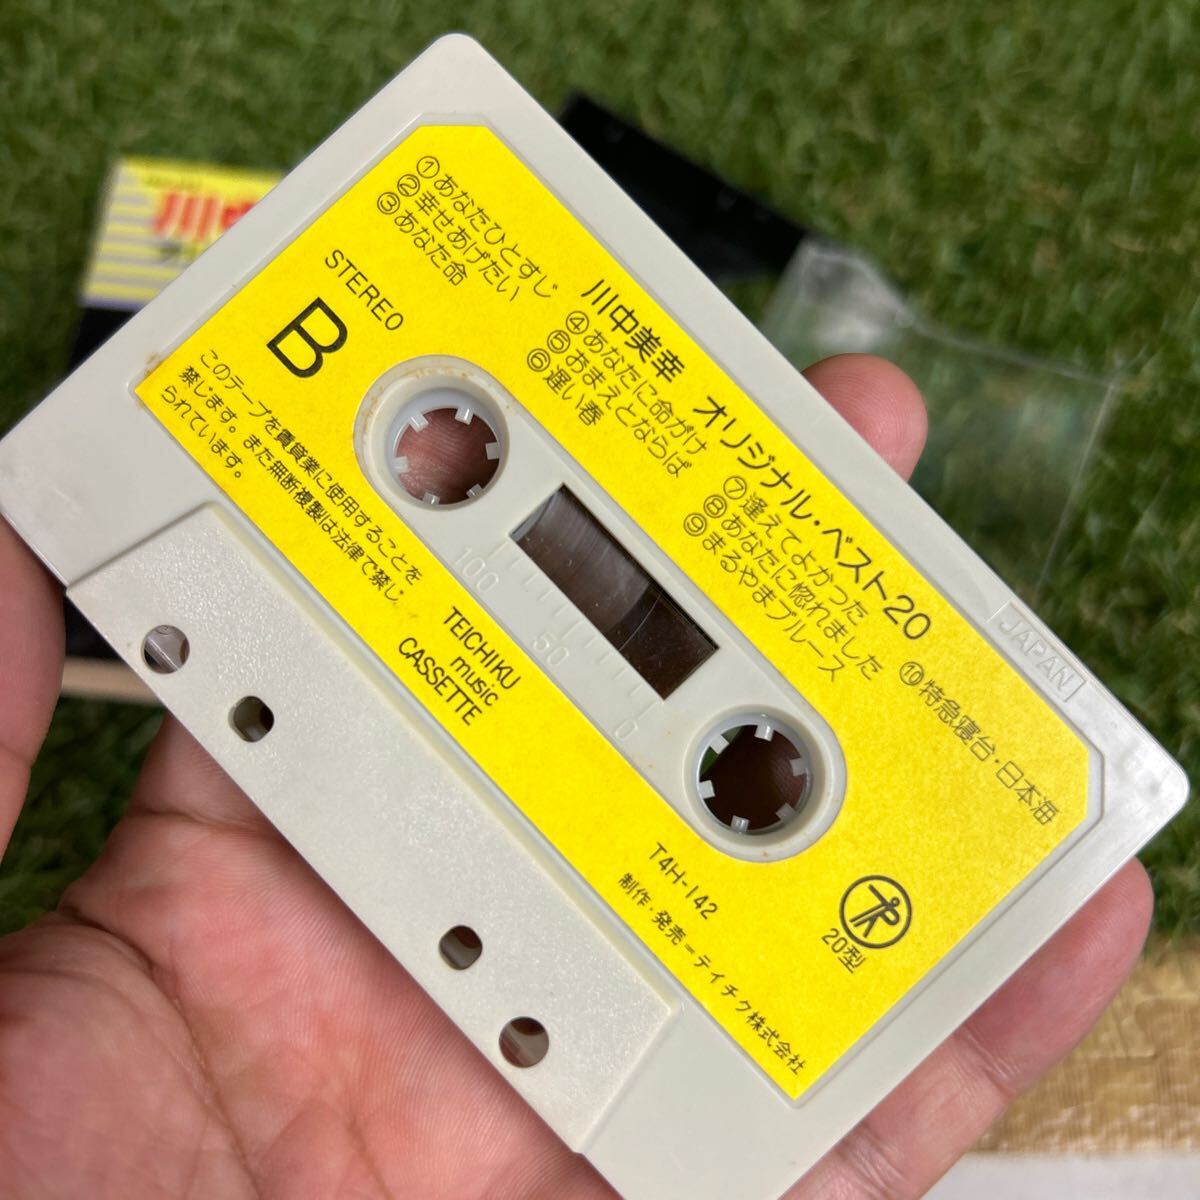 川中美幸 オリジナル・ベスト20
①あなたひとすじ
②幸せあげたい
③あなた命
④あなたに命がけ
⑤おまえとならば
⑥遅い春
⑦逢えてよかった
⑧あなたに惚れました
⑨まるやまブルース
⑩特急寝台・日本海
STEREO
B
このテープを賃貸業に使用することを
禁じます。また無断複製は法律で禁じ
られています。
TEICHIKU
music
CASSETTE
100
50
0
JAPAN
T4H-142
制作・発売=テイチク株式会社
20型
川中